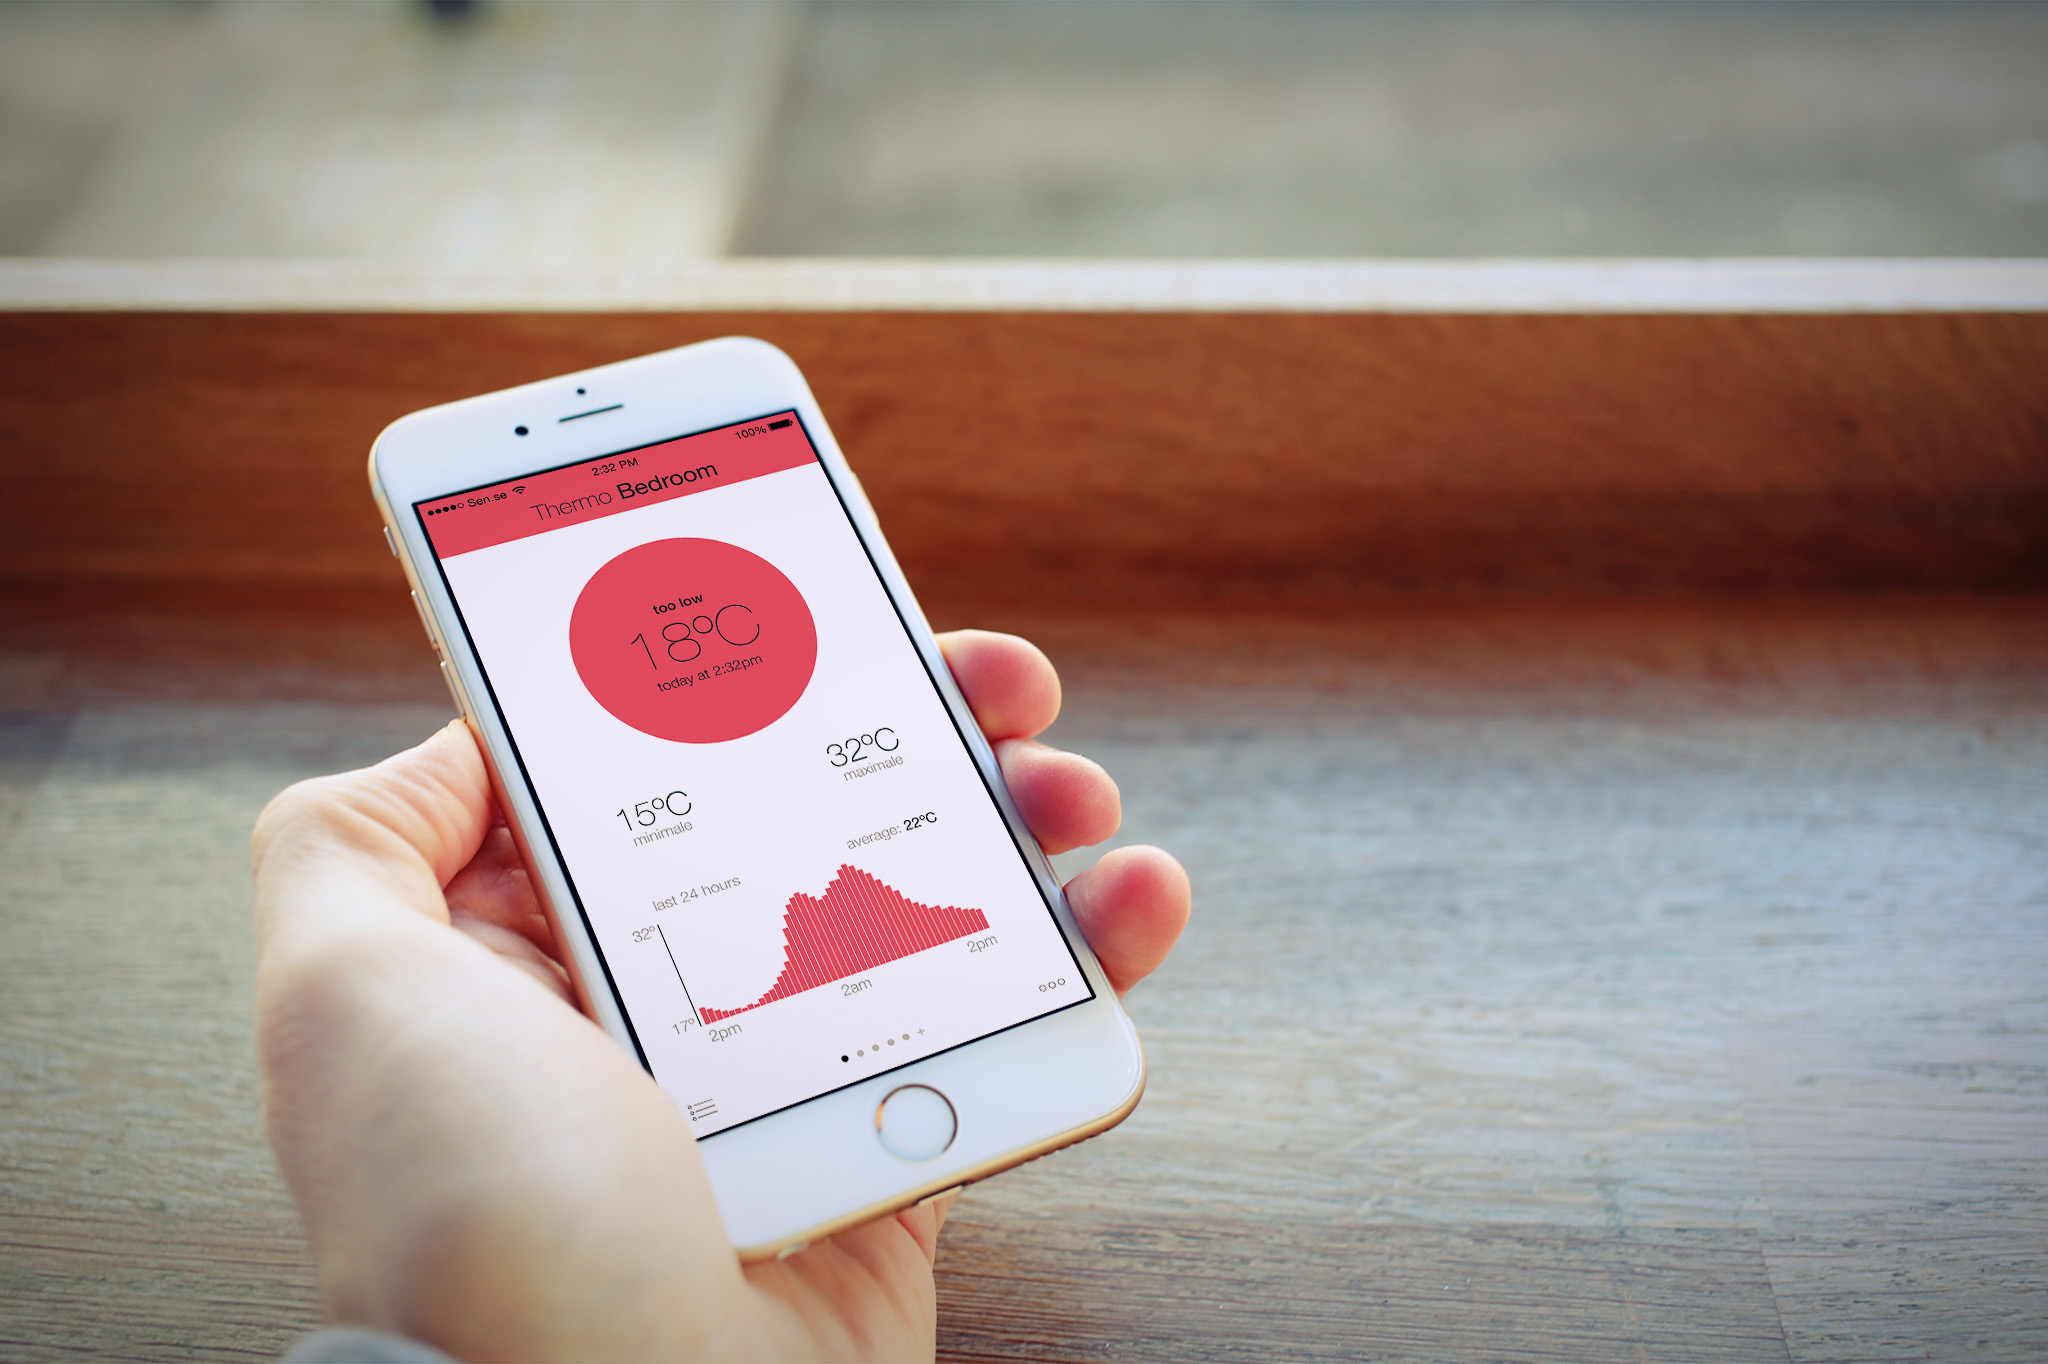 Sen.se
2:32 PM
100%
Thermo Bedroom
too low
18°C
today at 2:32pm
15°C
minimale
32°C
maximale
last 24 hours
average: 22°C
32°
17°
2pm
2am
2pm